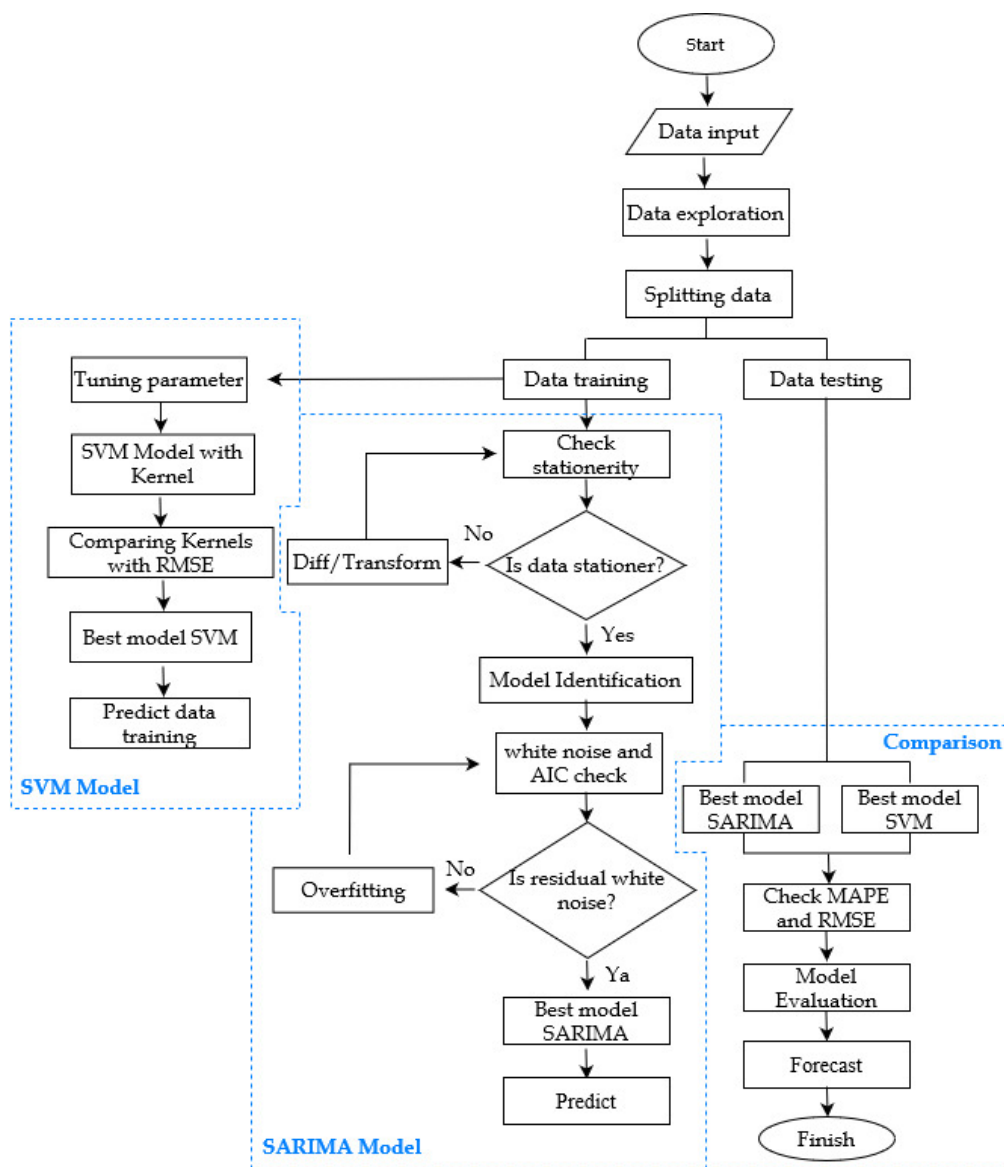 Start
Data input
Data exploration
Splitting data
Tuning parameter
Data training
Data testing
SVM Model with
Kernel
Check
stationerity
Comparing Kernels
with RMSE
Diff/Transform
No
Is data stationer?
Best model SVM
Yes
Predict data
training
Model Identification
SVM Model
white noise and
AIC check
Comparison
Best model
SARIMA
Best model
SVM
Overfitting
No
Is residual white
noise?
Check MAPE
and RMSE
Ya
Model
Evaluation
Best model
SARIMA
Forecast
Predict
Finish
SARIMA Model